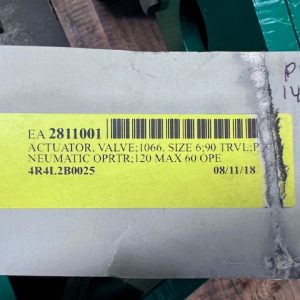 EA 2811001
ACTUATOR, VALVE;1066, SIZE 6;90 TRVL;P
NEUMATIC OPRTR;120 MAX 60 OPE
4R4L2B0025 08/11/18